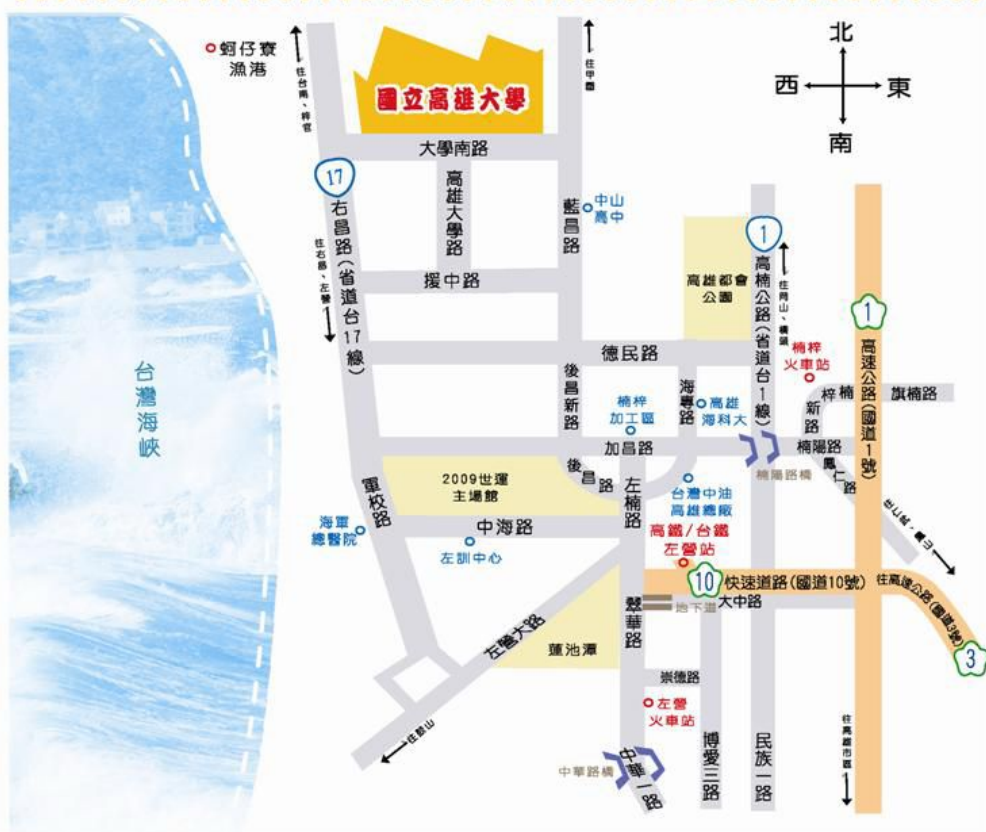 北
西
東
南
蚵仔寮
漁港
往台南、梓官
往甲圍
國立高雄大學
大學南路
17
右昌路(省道台17線)
高雄大學路
藍昌路
中山
高中
往右昌、左營
援中路
1
高楠公路(省道台1線)
高雄都會
公園
往岡山、橋頭
1
高速公路(國道1號)
德民路
楠梓
火車站
台灣海峽
後昌新路
楠梓
加工區
海專路
高雄
海科大
梓楠
新路
旗楠路
加昌路
楠陽路
楠陽路橋
鳳仁路
2009世運
主場館
後昌路
左楠路
台灣中油
高雄總廠
軍校路
海軍
總醫院
中海路
左訓中心
高鐵/台鐵
左營站
10
快速道路(國道10號)
往高速公路(國道3號)
3
翠華路
地下道
大中路
左營大路
蓮池潭
崇德路
左營
火車站
往鼓山
中華路橋
中華一路
博愛三路
民族一路
往高雄市區